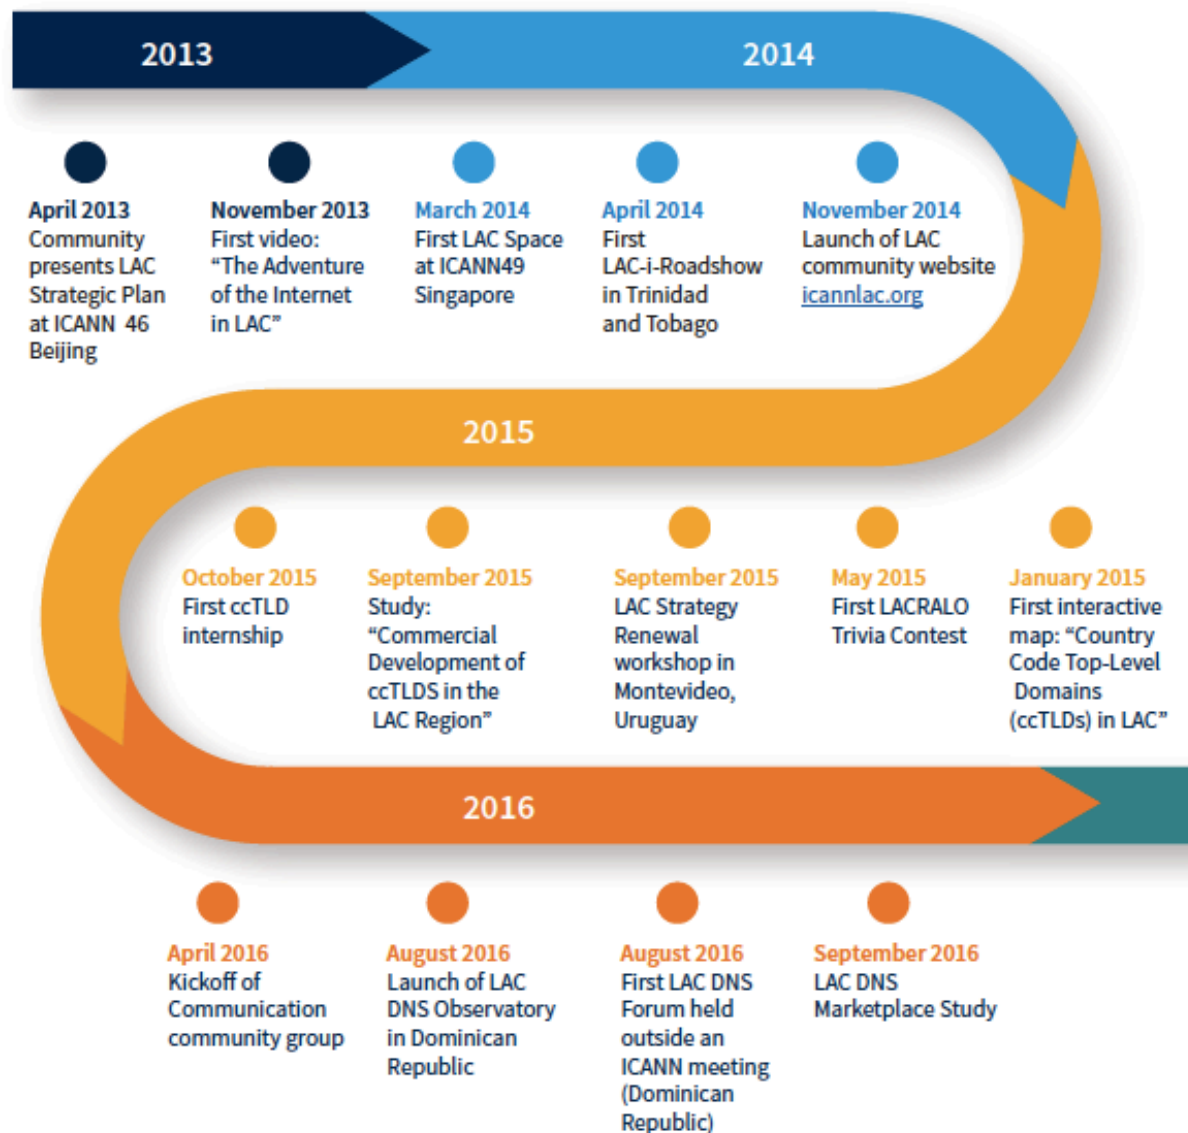 2013
2014
April 2013
Community
presents LAC
Strategic Plan
at ICANN 46
Beijing
November 2013
First video:
“The Adventure
of the Internet
in LAC”
March 2014
First LAC Space
at ICANN49
Singapore
April 2014
First
LAC-i-Roadshow
in Trinidad
and Tobago
November 2014
Launch of LAC
community website
icannlac.org
2015
October 2015
First ccTLD
internship
September 2015
Study:
“Commercial
Development of
ccTLDS in the
LAC Region”
September 2015
LAC Strategy
Renewal
workshop in
Montevideo,
Uruguay
May 2015
First LACRALO
Trivia Contest
January 2015
First interactive
map: “Country
Code Top-Level
Domains
(ccTLDs) in LAC”
2016
April 2016
Kickoff of
Communication
community group
August 2016
Launch of LAC
DNS Observatory
in Dominican
Republic
August 2016
First LAC DNS
Forum held
outside an
ICANN meeting
(Dominican
Republic)
September 2016
LAC DNS
Marketplace Study